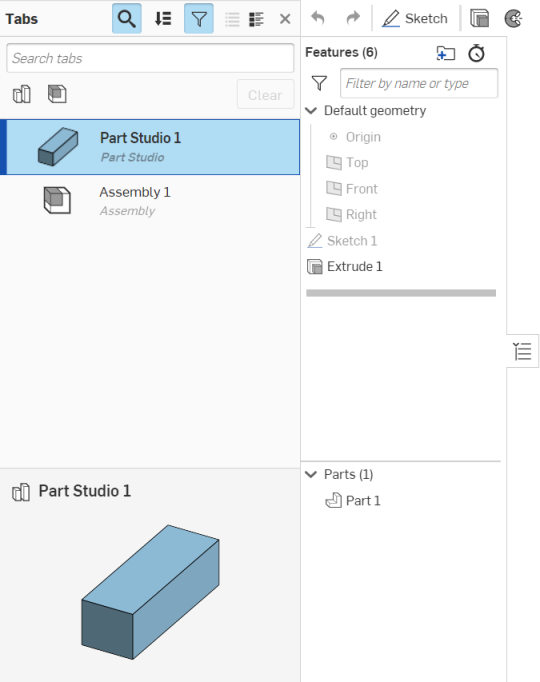 Tabs
Search tabs
Clear
Part Studio 1
Part Studio
Assembly 1
Assembly
Part Studio 1
Sketch
Features (6)
Filter by name or type
Default geometry
Origin
Top
Front
Right
Sketch 1
Extrude 1
Parts (1)
Part 1